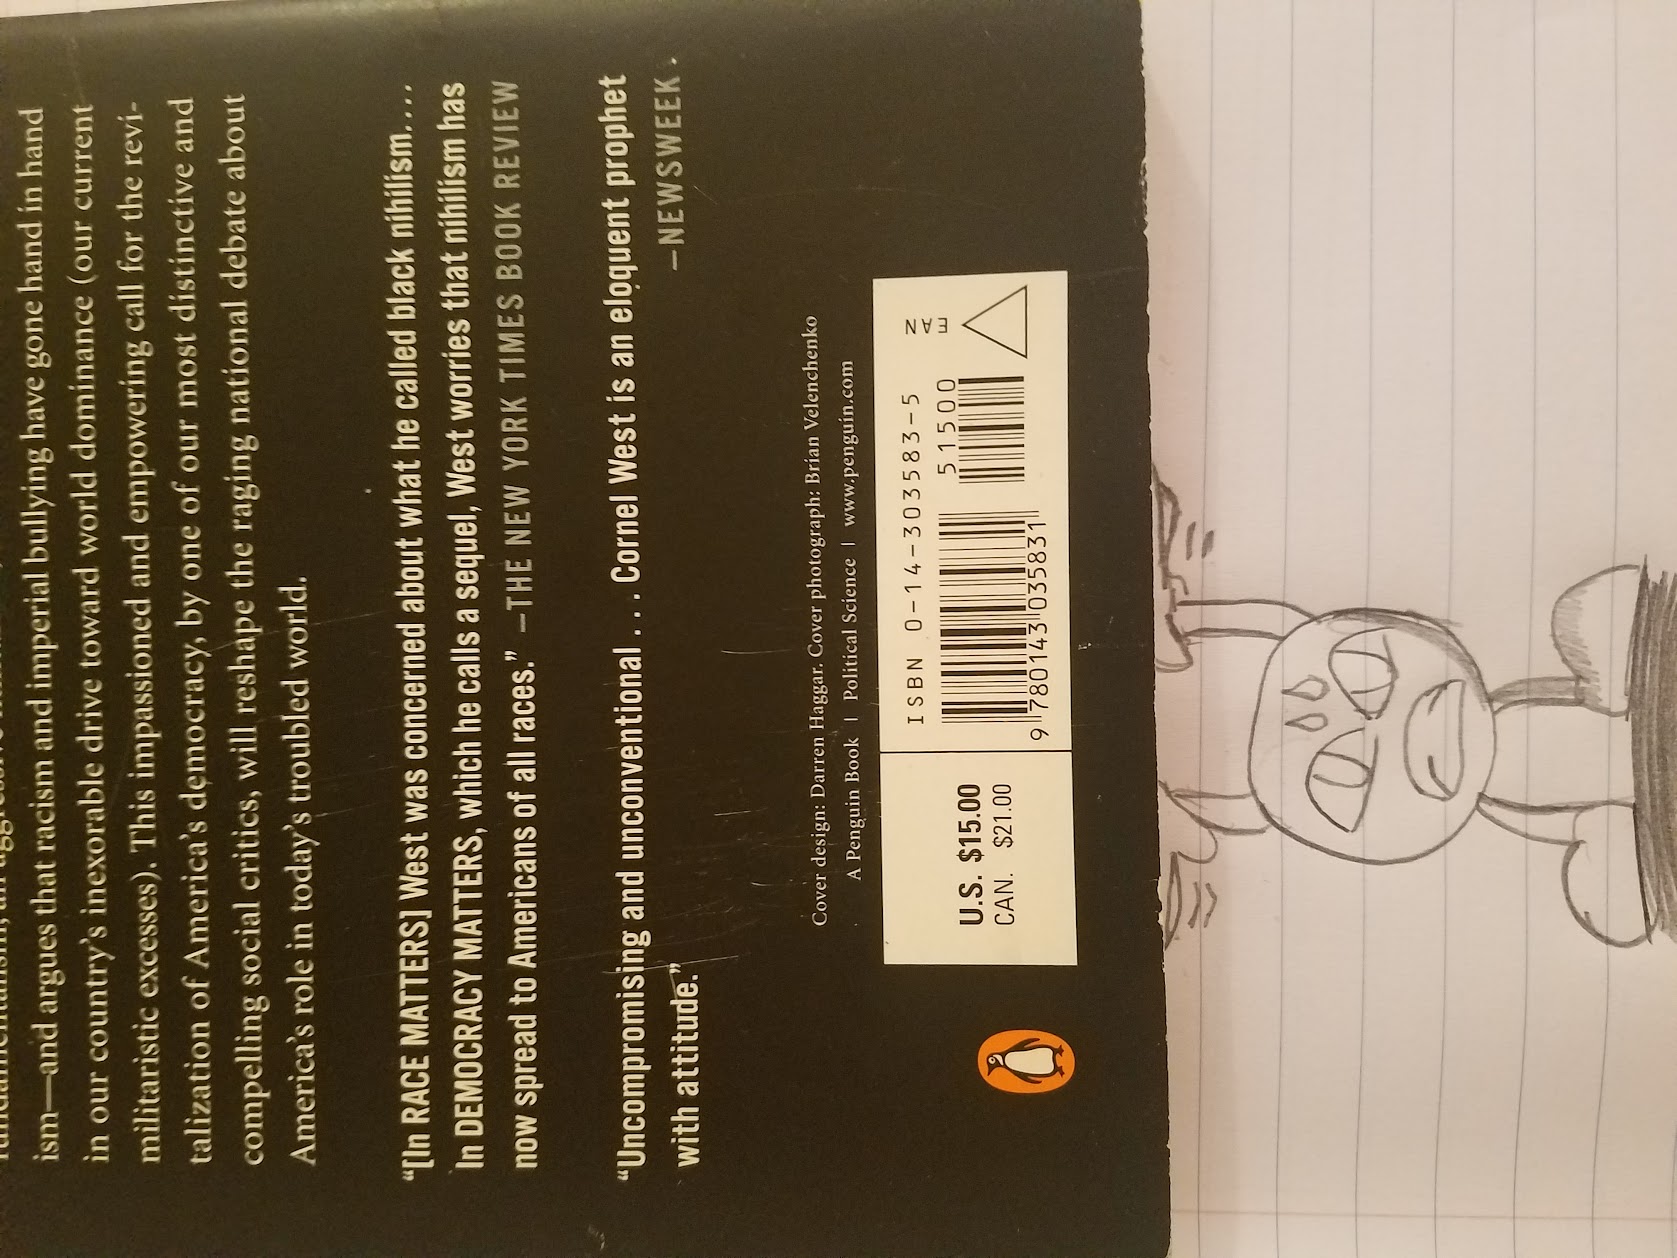 ism—and argues that racism and imperial bullying have gone hand in hand
in our country's inexorable drive toward world dominance (our current
militaristic excesses). This impassioned and empowering call for the revi-
talization of America's democracy, by one of our most distinctive and
compelling social critics, will reshape the raging national debate about
America's role in today's troubled world.
“[In RACE MATTERS] West was concerned about what he called black nihilism. . .
In DEMOCRACY MATTERS, which he calls a sequel, West worries that nihilism has
now spread to Americans of all races.” —THE NEW YORK TIMES BOOK REVIEW
“Uncompromising and unconventional . . . Cornel West is an eloquent prophet
with attitude.” —NEWSWEEK
Cover design: Darren Haggar. Cover photograph: Brian Velenchenko
A Penguin Book | Political Science | www.penguin.com
U.S. $15.00
CAN. $21.00
ISBN 0-14-303583-5
51500
EAN
9 780143 035831